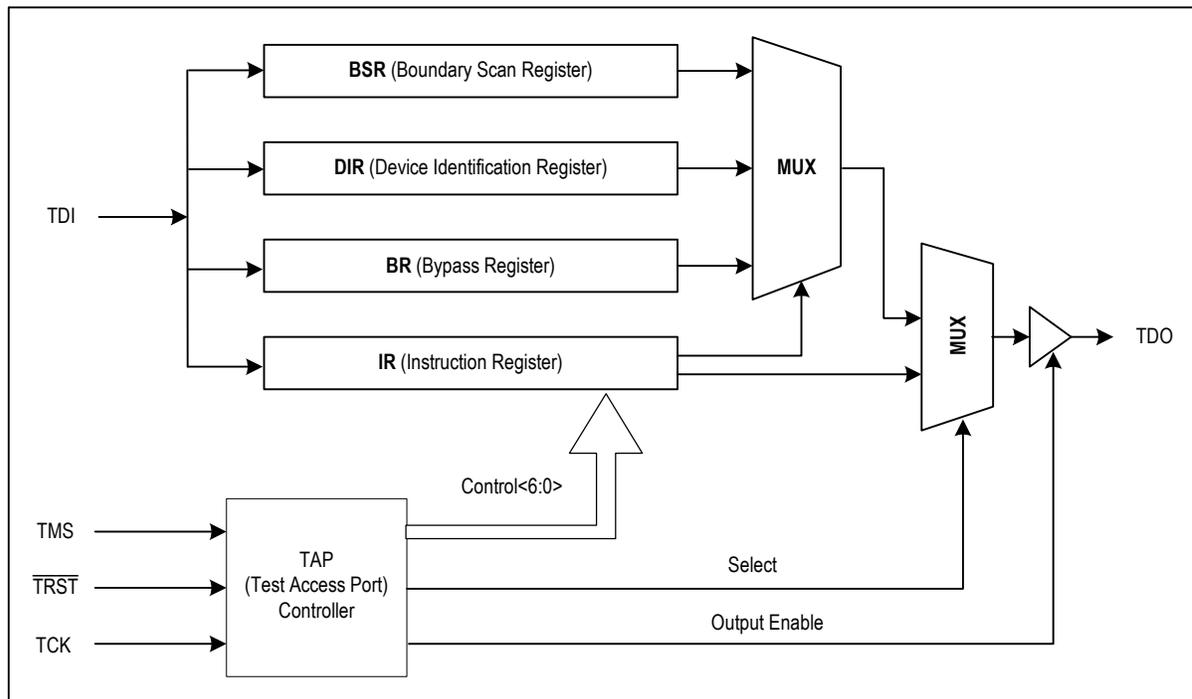 BSR (Boundary Scan Register)
DIR (Device Identification Register)
MUX
TDI
BR (Bypass Register)
MUX
TDO
IR (Instruction Register)
Control<6:0>
TMS
TAP
(Test Access Port)
Controller
Select
TRST
Output Enable
TCK